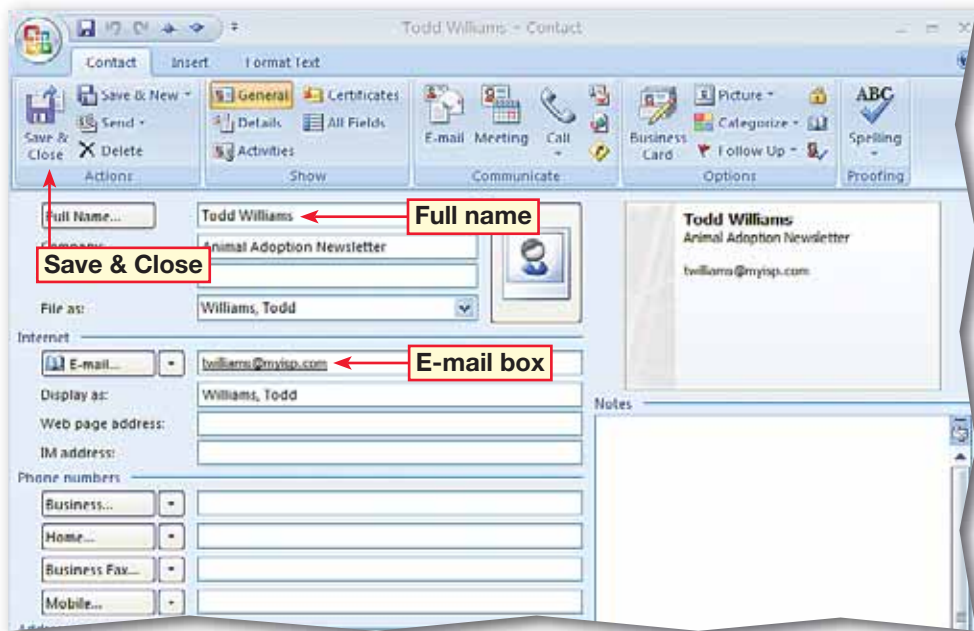 Todd Williams - Contact
Contact Insert Format Text
Save & Close
Save & New
Send
Delete
Actions
General
Details
Activities
Certificates
All Fields
Show
E-mail
Meeting
Call
Communicate
Business Card
Picture
Categorize
Follow Up
Options
ABC
Spelling
Proofing
Full Name...
Todd Williams
Full name
Animal Adoption Newsletter
Save & Close
File as:
Williams, Todd
Todd Williams
Animal Adoption Newsletter
twilliams@myisp.com
Internet
E-mail...
twilliams@myisp.com
E-mail box
Display as:
Williams, Todd
Web page address:
IM address:
Notes
Phone numbers
Business...
Home...
Business Fax...
Mobile...